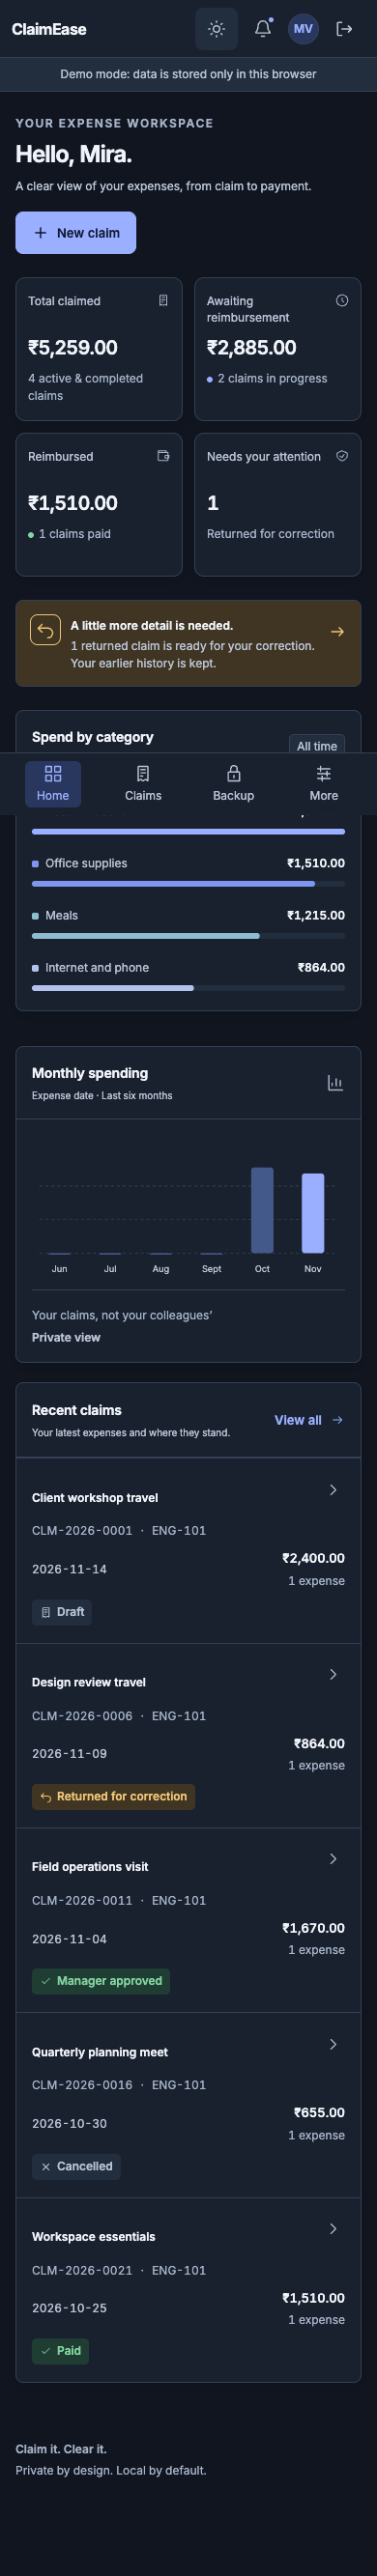 ClaimEase
MV
Demo mode: data is stored only in this browser
YOUR EXPENSE WORKSPACE
Hello, Mira.
A clear view of your expenses, from claim to payment.
New claim
Total claimed
₹5,259.00
4 active & completed
claims
Awaiting
reimbursement
₹2,885.00
2 claims in progress
Reimbursed
₹1,510.00
1 claims paid
Needs your attention
1
Returned for correction
A little more detail is needed.
1 returned claim is ready for your correction.
Your earlier history is kept.
Spend by category
All time
Home
Claims
Backup
More
Office supplies
₹1,510.00
Meals
₹1,215.00
Internet and phone
₹864.00
Monthly spending
Expense date · Last six months
Jun
Jul
Aug
Sept
Oct
Nov
Your claims, not your colleagues’
Private view
Recent claims
Your latest expenses and where they stand.
View all
Client workshop travel
CLM-2026-0001 · ENG-101
2026-11-14
₹2,400.00
1 expense
Draft
Design review travel
CLM-2026-0006 · ENG-101
2026-11-09
₹864.00
1 expense
Returned for correction
Field operations visit
CLM-2026-0011 · ENG-101
2026-11-04
₹1,670.00
1 expense
Manager approved
Quarterly planning meet
CLM-2026-0016 · ENG-101
2026-10-30
₹655.00
1 expense
Cancelled
Workspace essentials
CLM-2026-0021 · ENG-101
2026-10-25
₹1,510.00
1 expense
Paid
Claim it. Clear it.
Private by design. Local by default.